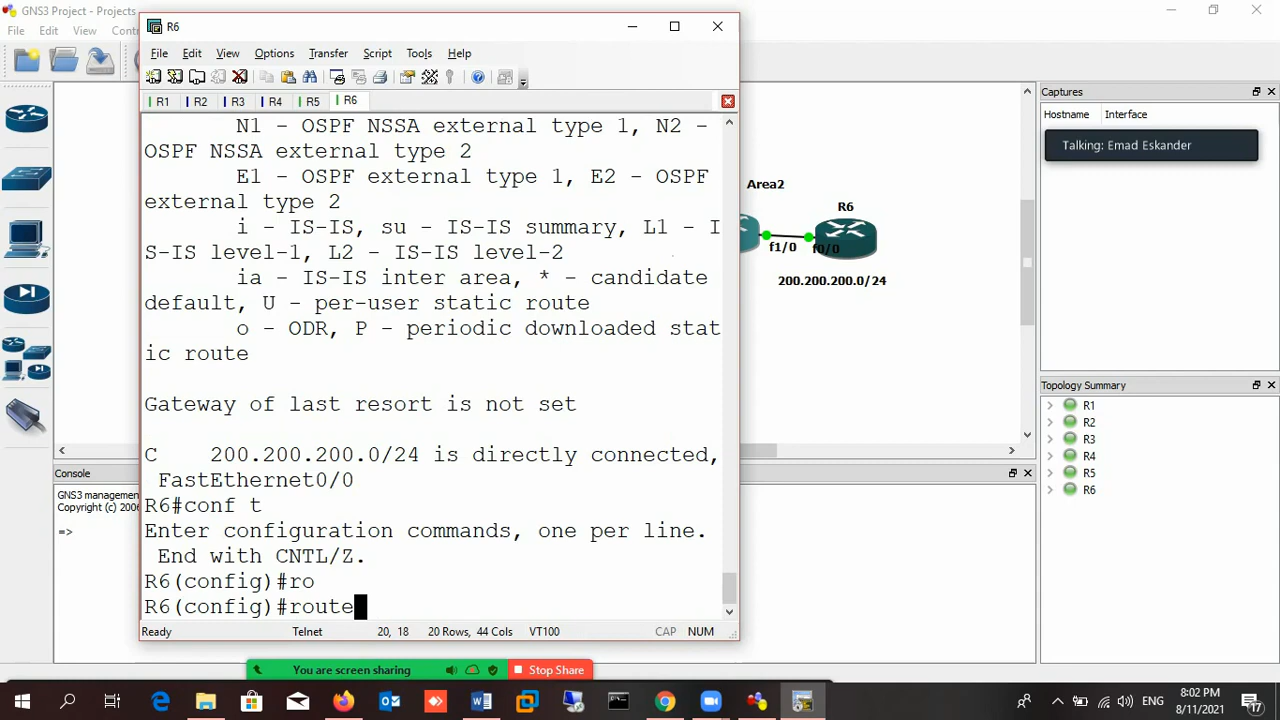 GNS3 Project - Projects
File Edit View Contr
R6
File Edit View Options Transfer Script Tools Help
R1 R2 R3 R4 R5 R6
N1 - OSPF NSSA external type 1, N2 -
OSPF NSSA external type 2
E1 - OSPF external type 1, E2 - OSPF
external type 2
i - IS-IS, su - IS-IS summary, L1 - I
S-IS level-1, L2 - IS-IS level-2
ia - IS-IS inter area, * - candidate
default, U - per-user static route
o - ODR, P - periodic downloaded stat
ic route
Gateway of last resort is not set
C 200.200.200.0/24 is directly connected,
FastEthernet0/0
R6#conf t
Enter configuration commands, one per line.
End with CNTL/Z.
R6(config)#ro
R6(config)#route
Ready Telnet 20, 18 20 Rows, 44 Cols VT100 CAP NUM
Area2
R6
f1/0 f0/0
200.200.200.0/24
Captures
Hostname Interface
Talking: Emad Eskander
Topology Summary
R1
R2
R3
R4
R5
R6
Console
GNS3 managemen
Copyright (c) 2006
=>
You are screen sharing Stop Share
ENG
8:02 PM
8/11/2021
17